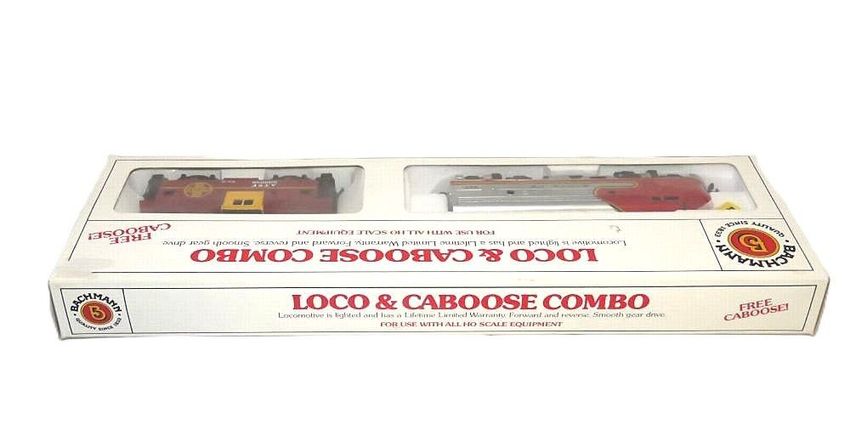 A.T.S.F.
FREE
CABOOSE!
LOCO & CABOOSE COMBO
Locomotive is lighted and has a Lifetime Limited Warranty. Forward and reverse. Smooth gear drive
FOR USE WITH ALL HO SCALE EQUIPMENT
BACHMANN
QUALITY SINCE 1833
BACHMANN
QUALITY SINCE 1833
LOCO & CABOOSE COMBO
Locomotive is lighted and has a Lifetime Limited Warranty. Forward and reverse. Smooth gear drive.
FOR USE WITH ALL HO SCALE EQUIPMENT
FREE
CABOOSE!